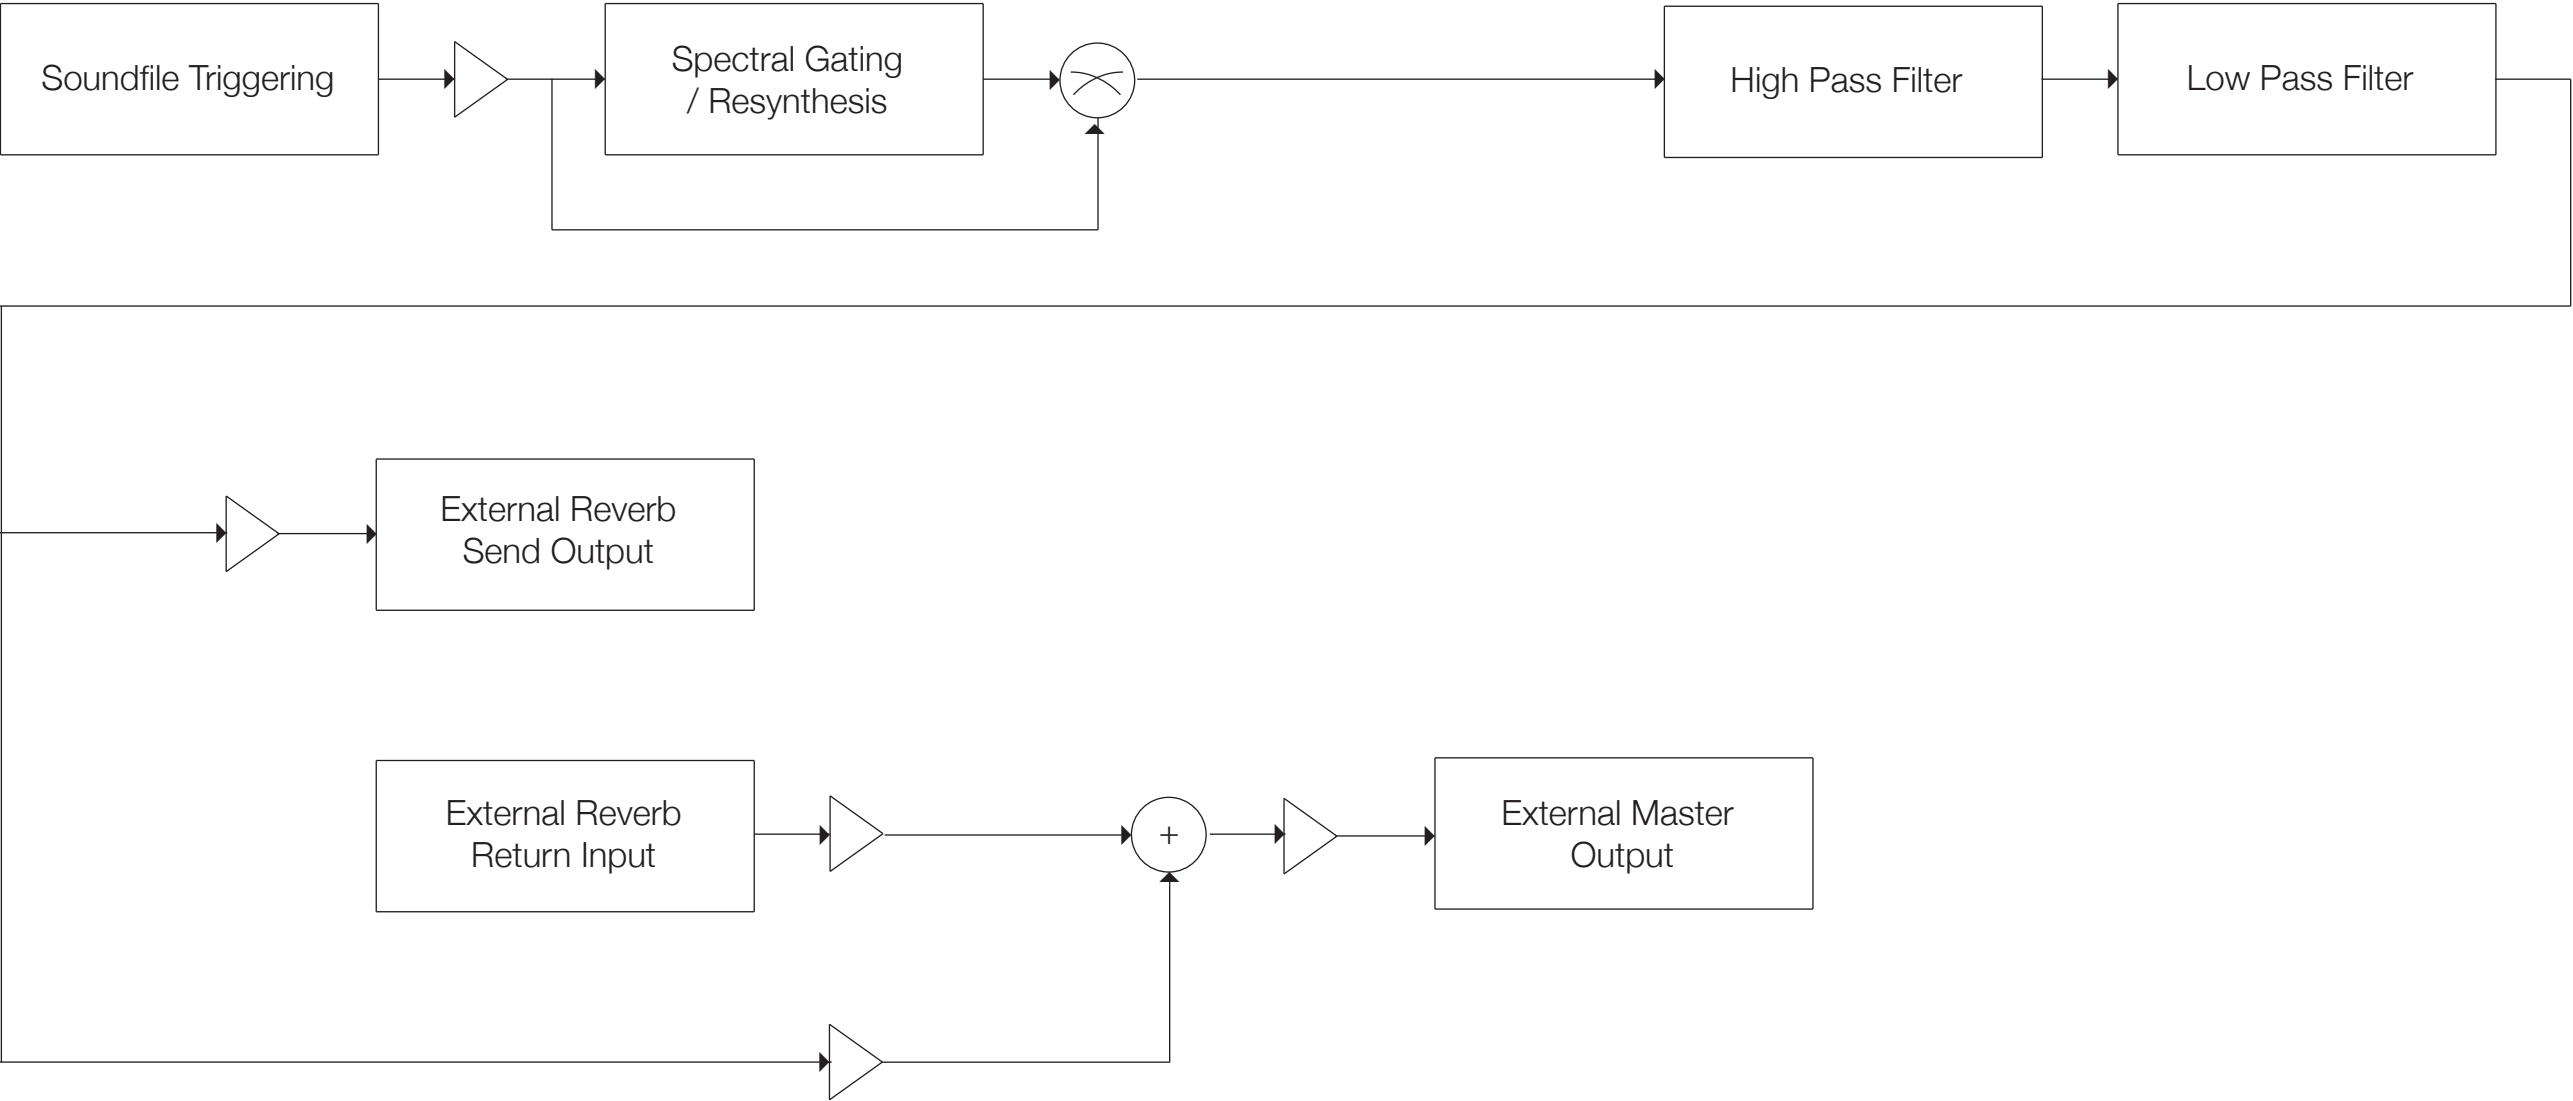 Soundfile Triggering
Spectral Gating
/ Resynthesis
High Pass Filter
Low Pass Filter
External Reverb
Send Output
External Reverb
Return Input
+
External Master
Output